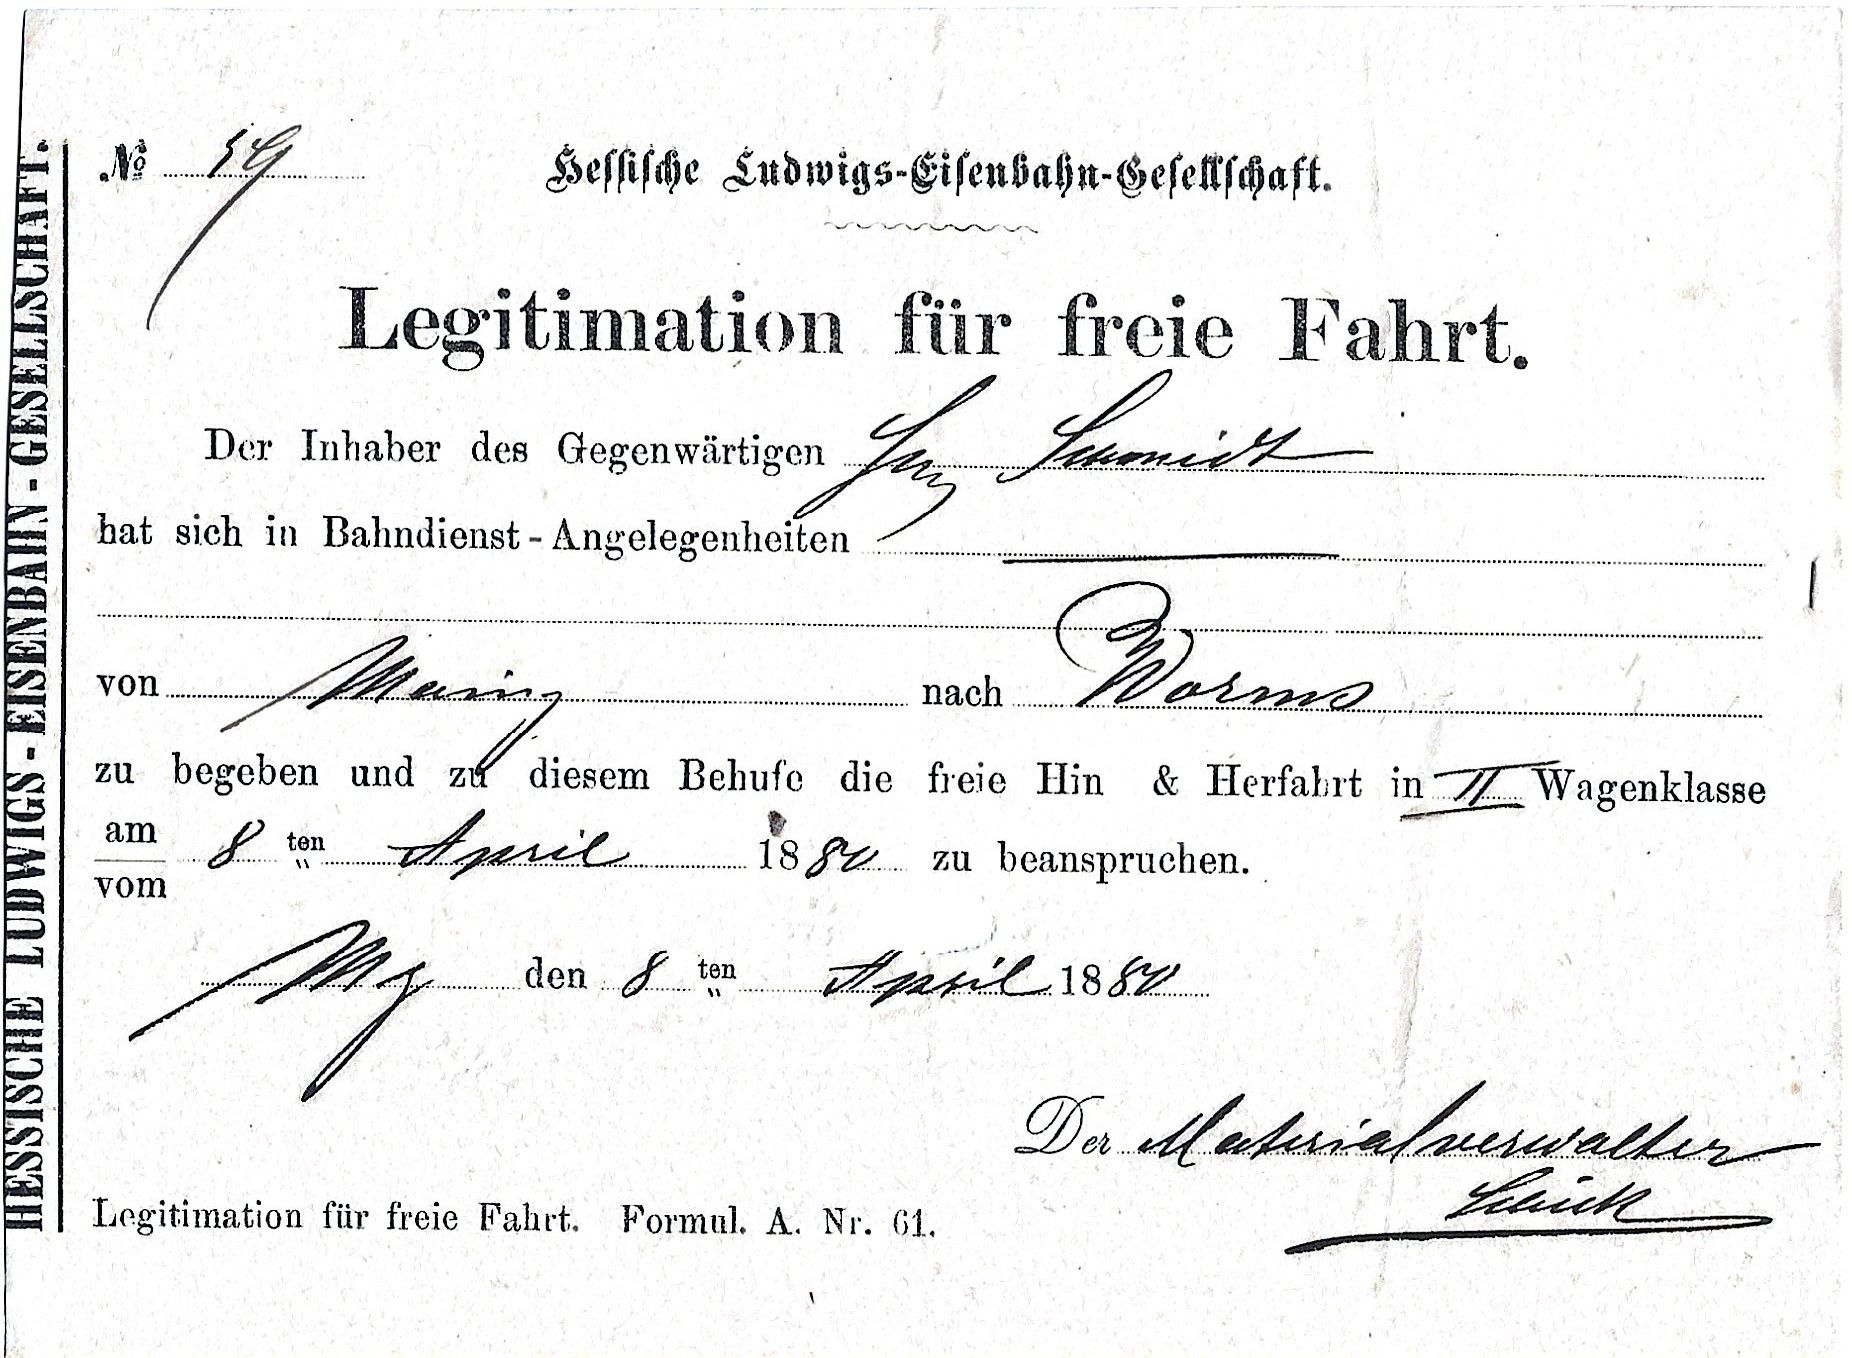 HESSISCHE LUDWIGS-EISENBAHN-GESELLSCHAFT.
№ 59
Hessische Ludwigs-Eisenbahn-Gesellschaft.
Legitimation für freie Fahrt.
Der Inhaber des Gegenwärtigen Schmidt
hat sich in Bahndienst-Angelegenheiten
von Mainz nach Worms
zu begeben und zu diesem Behufe die freie Hin & Herfahrt in II Wagenklasse
am
vom
8 ten April 1880 zu beanspruchen.
Mz den 8 ten April 1880
Der Materialverwalter
Legitimation für freie Fahrt. Formul. A. Nr. 61.